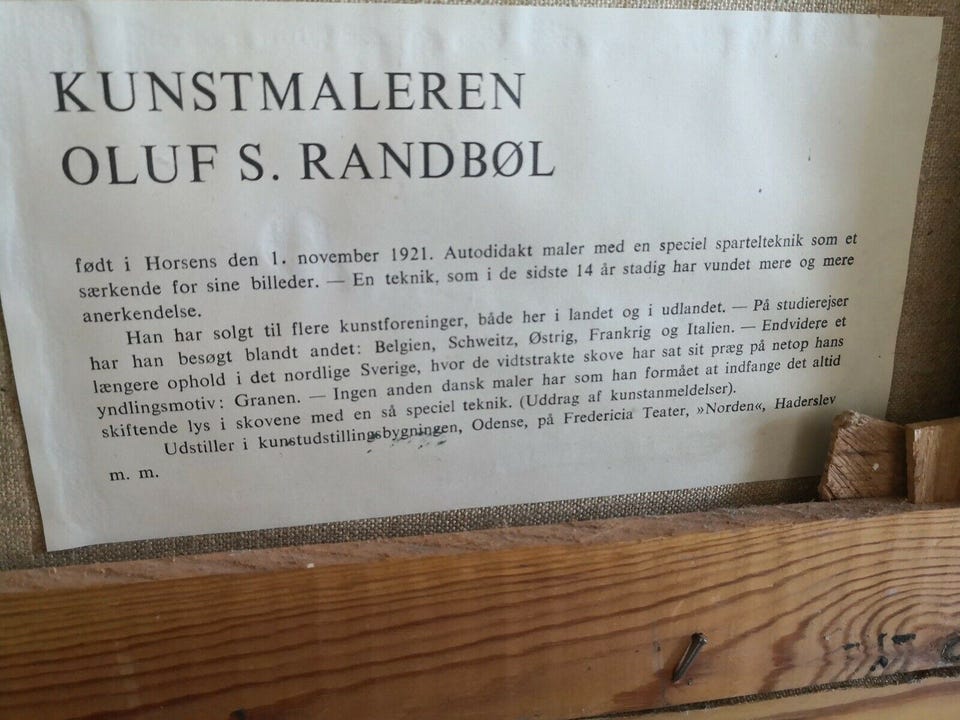 KUNSTMALEREN
OLUF S. RANDBØL
født i Horsens den 1. november 1921. Autodidakt maler med en speciel spartelteknik som et
særkende for sine billeder. — En teknik, som i de sidste 14 år stadig har vundet mere og mere
anerkendelse.
Han har solgt til flere kunstforeninger, både her i landet og i udlandet. — På studierejser
har han besøgt blandt andet: Belgien, Schweitz, Østrig, Frankrig og Italien. — Endvidere et
længere ophold i det nordlige Sverige, hvor de vidtstrakte skove har sat sit præg på netop hans
yndlingsmotiv: Granen. — Ingen anden dansk maler har som han formået at indfange det altid
skiftende lys i skovene med en så speciel teknik. (Uddrag af kunstanmeldelser).
Udstiller i kunstudstillingsbygningen, Odense, på Fredericia Teater, »Norden«, Haderslev
m. m.